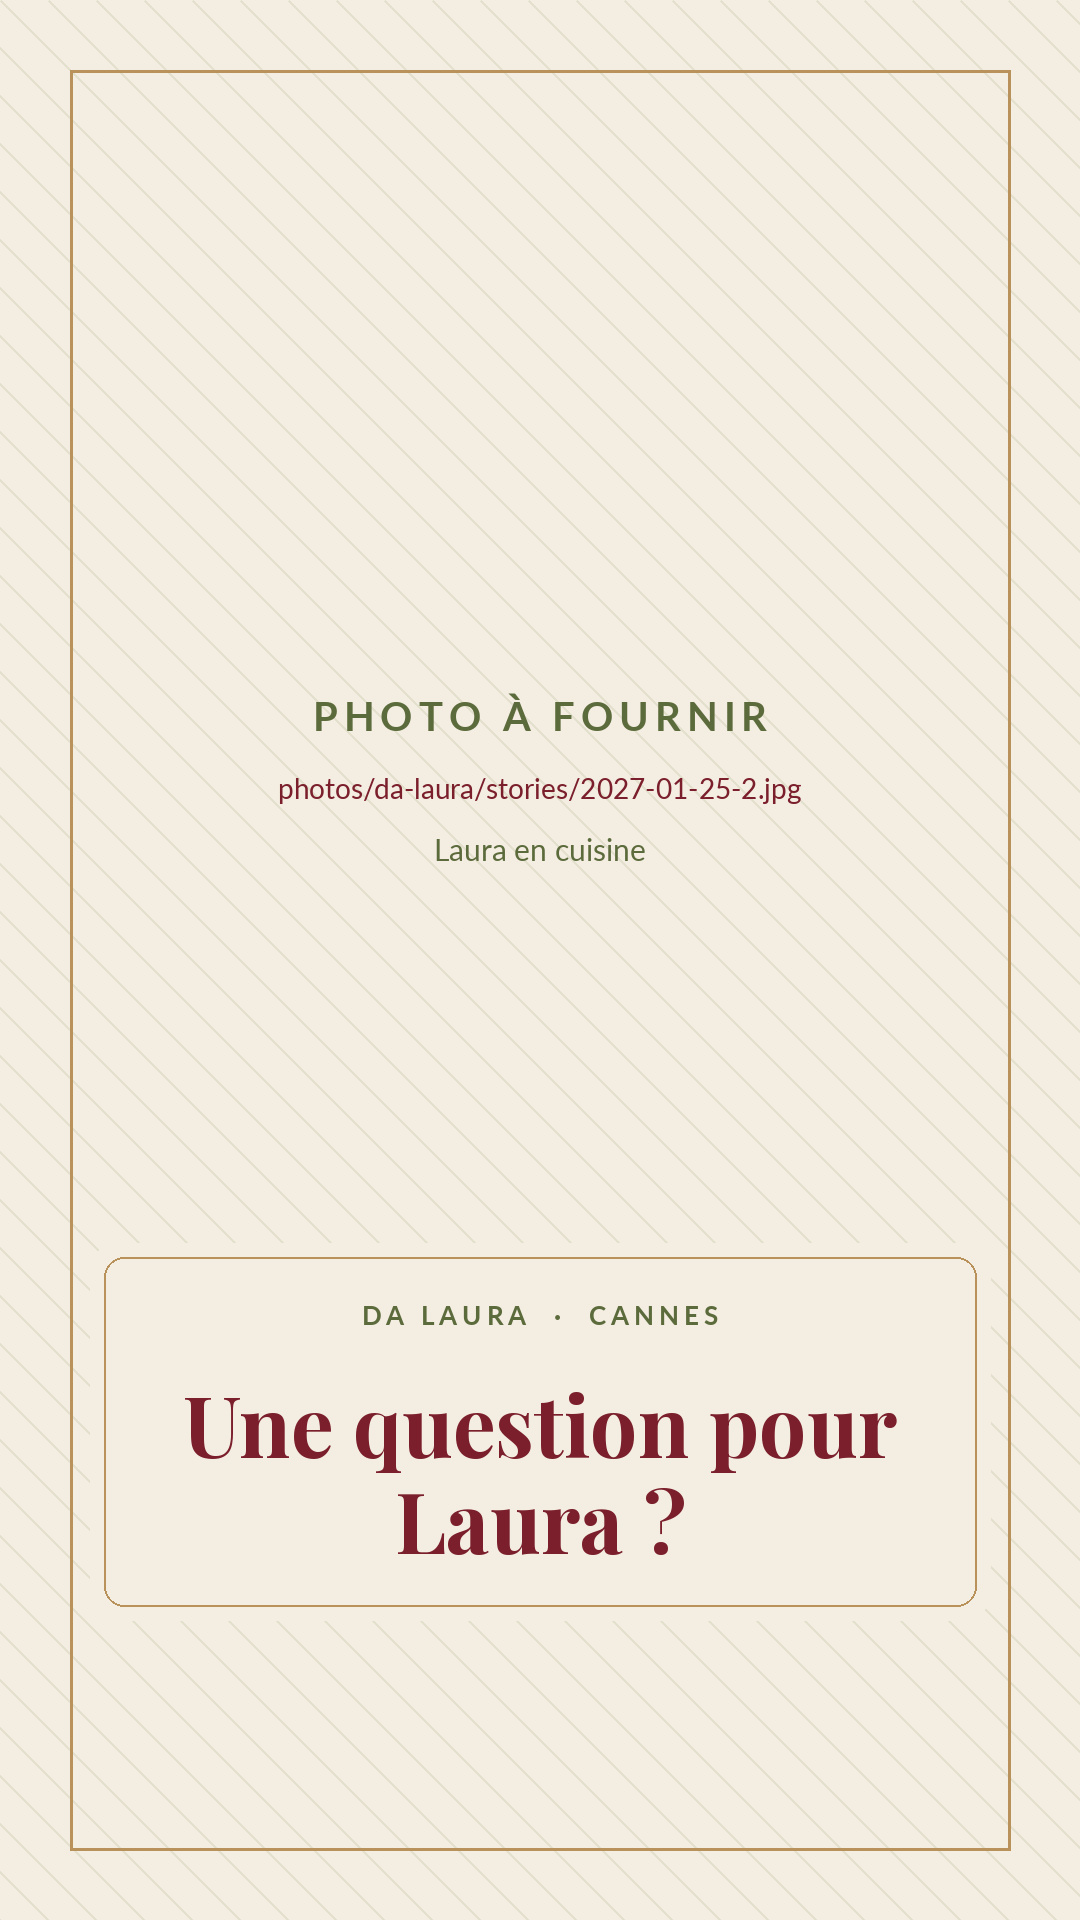 PHOTO À FOURNIR
photos/da-laura/stories/2027-01-25-2.jpg
Laura en cuisine
DA LAURA · CANNES
Une question pour
Laura ?